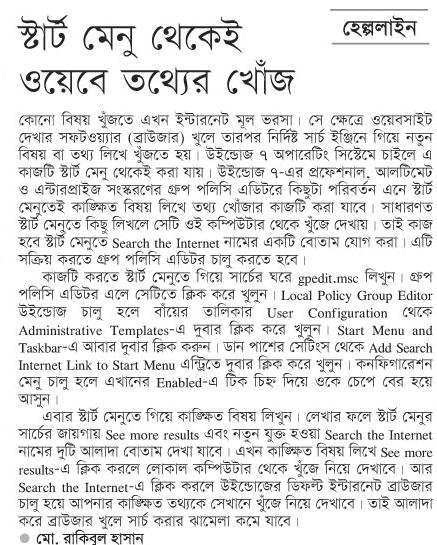 হেল্পলাইন
স্টার্ট মেনু থেকেই
ওয়েবে তথ্যের খোঁজ
কোনো বিষয় খুঁজতে এখন ইন্টারনেট মূল ভরসা। সে ক্ষেত্রে ওয়েবসাইট
দেখার সফটওয়্যার (ব্রাউজার) খুলে তারপর নির্দিষ্ট সার্চ ইঞ্জিনে গিয়ে নতুন
বিষয় বা তথ্য লিখে খুঁজতে হয়। উইন্ডোজ ৭ অপারেটিং সিস্টেমে চাইলে এ
কাজটি স্টার্ট মেনু থেকেই করা যায়। উইন্ডোজ ৭-এর প্রফেশনাল, আলটিমেট
ও এন্টারপ্রাইজ সংস্করণের গ্রুপ পলিসি এডিটরে কিছুটা পরিবর্তন এনে স্টার্ট
মেনুতেই কাঙ্ক্ষিত বিষয় লিখে তথ্য খোঁজার কাজটি করা যাবে। সাধারণত
স্টার্ট মেনুতে কিছু লিখলে সেটি ওই কম্পিউটার থেকে খুঁজে দেখায়। তাই কাজ
হবে স্টার্ট মেনুতে Search the Internet নামের একটি বোতাম যোগ করা। এটি
সক্রিয় করতে গ্রুপ পলিসি এডিটর চালু করতে হবে।
কাজটি করতে স্টার্ট মেনুতে গিয়ে সার্চের ঘরে gpedit.msc লিখুন। গ্রুপ
পলিসি এডিটর এলে সেটিতে ক্লিক করে খুলুন। Local Policy Group Editor
উইন্ডোজ চালু হলে বাঁয়ের তালিকার User Configuration থেকে
Administrative Templates-এ দুবার ক্লিক করে খুলুন। Start Menu and
Taskbar-এ আবার দুবার ক্লিক করুন। ডান পাশের সেটিংস থেকে Add Search
Internet Link to Start Menu এন্ট্রিতে দুবার ক্লিক করে খুলুন। কনফিগারেশন
মেনু চালু হলে এখানের Enabled-এ টিক চিহ্ন দিয়ে ওকে চেপে বের হয়ে
আসুন।
এবার স্টার্ট মেনুতে গিয়ে কাঙ্ক্ষিত বিষয় লিখুন। লেখার ফলে স্টার্ট মেনুর
সার্চের জায়গায় See more results এবং নতুন যুক্ত হওয়া Search the Internet
নামের দুটি আলাদা বোতাম দেখা যাবে। এখন কাঙ্ক্ষিত বিষয় লিখে See more
results-এ ক্লিক করলে লোকাল কম্পিউটার থেকে খুঁজে নিয়ে দেখাবে। আর
Search the Internet-এ ক্লিক করলে উইন্ডোজের ডিফল্ট ইন্টারনেট ব্রাউজার
চালু হয়ে আপনার কাঙ্ক্ষিত তথ্যকে সেখানে খুঁজে নিয়ে দেখাবে। তাই আলাদা
করে ব্রাউজার খুলে সার্চ করার ঝামেলা কমে যাবে।
● মো. রাকিবুল হাসান